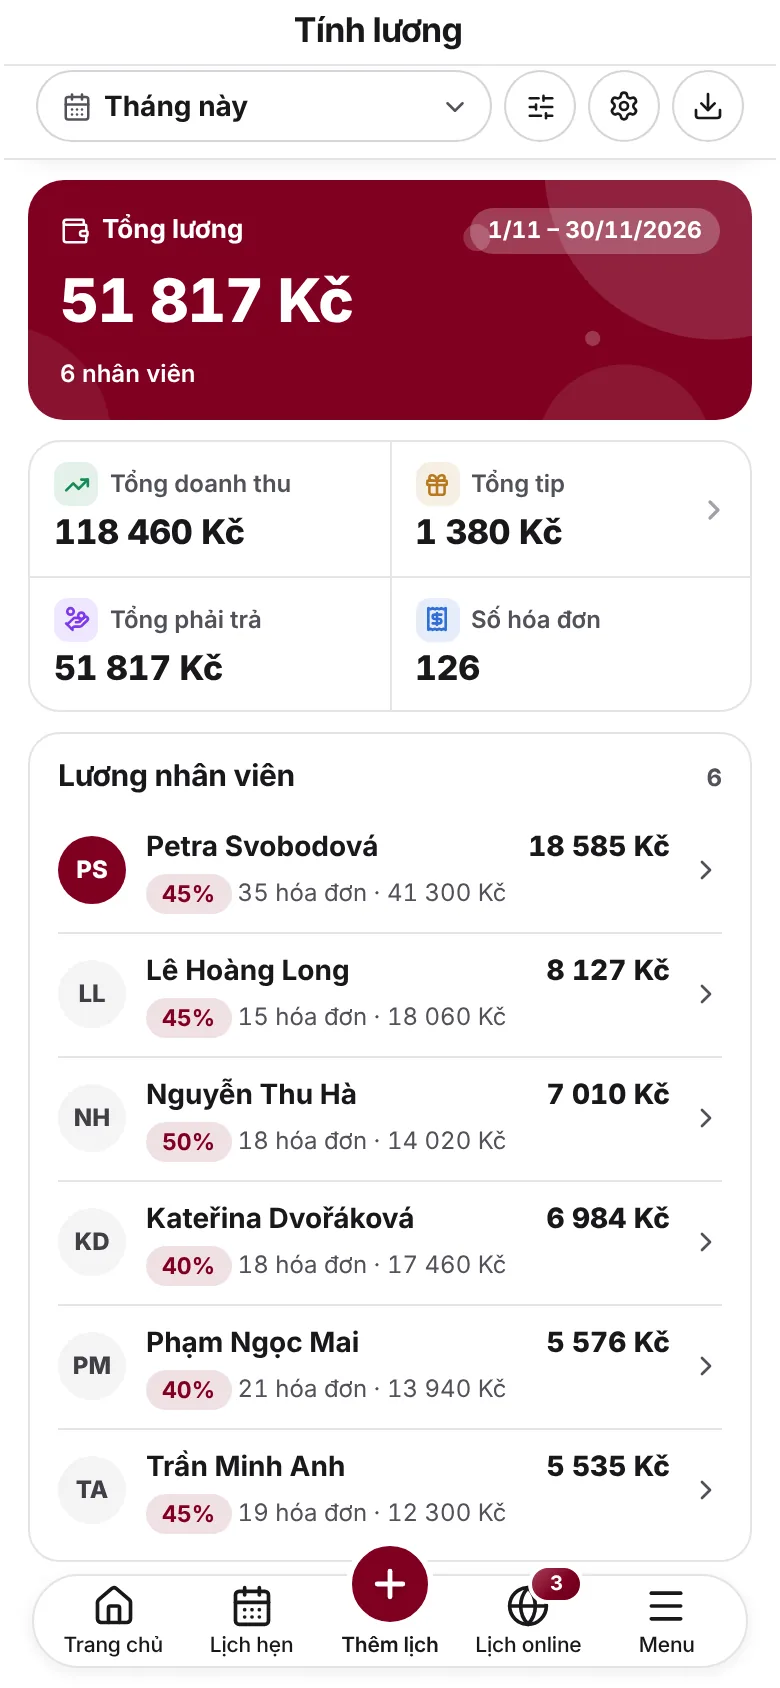 Tính lương
Tháng này
Tổng lương
1/11 – 30/11/2026
51 817 Kč
6 nhân viên
Tổng doanh thu
118 460 Kč
Tổng tip
1 380 Kč
Tổng phải trả
51 817 Kč
Số hóa đơn
126
Lương nhân viên
6
PS
Petra Svobodová
18 585 Kč
45% 35 hóa đơn · 41 300 Kč
LL
Lê Hoàng Long
8 127 Kč
45% 15 hóa đơn · 18 060 Kč
NH
Nguyễn Thu Hà
7 010 Kč
50% 18 hóa đơn · 14 020 Kč
KD
Kateřina Dvořáková
6 984 Kč
40% 18 hóa đơn · 17 460 Kč
PM
Phạm Ngọc Mai
5 576 Kč
40% 21 hóa đơn · 13 940 Kč
TA
Trần Minh Anh
5 535 Kč
45% 19 hóa đơn · 12 300 Kč
3
Trang chủ
Lịch hẹn
Thêm lịch
Lịch online
Menu